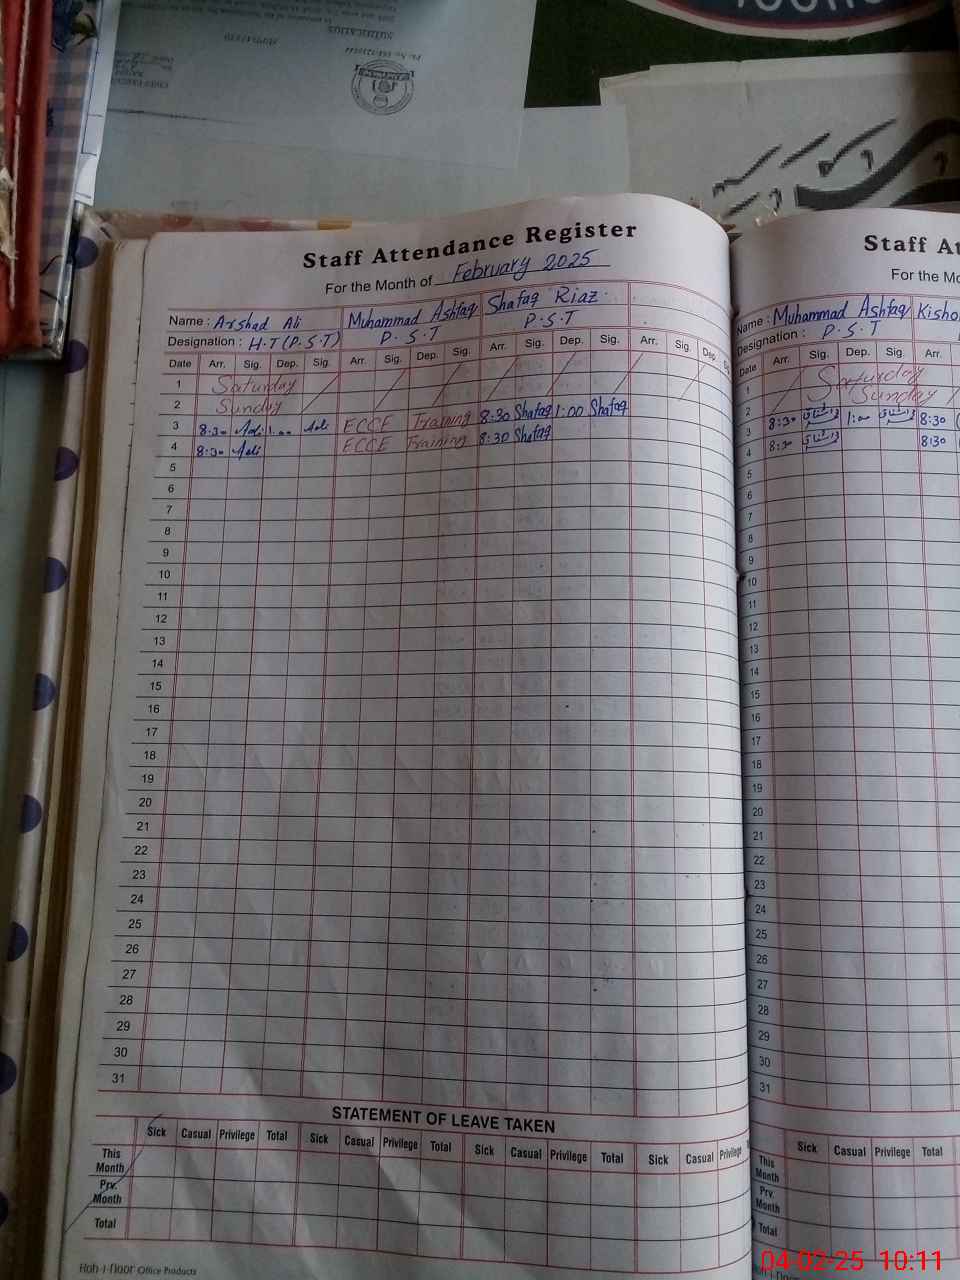 Staff Attendance Register
For the Month of February 2025
Name : Arshad Ali Muhammad Ashfaq Shafaq Riaz
Designation : H.T(P.S.T) P.S.T P.S.T
Date Arr. Sig. Dep. Sig. Arr. Sig. Dep. Sig. Arr. Sig. Dep. Sig. Arr. Sig. Dep.
1 Saturday
2 Sunday
3 8:30 Adi 1:00 Adi ECCE Training 8:30 Shafaq 1:00 Shafaq
4 8:30 Adi ECCE Training 8:30 Shafaq
5
6
7
8
9
10
11
12
13
14
15
16
17
18
19
20
21
22
23
24
25
26
27
28
29
30
31
STATEMENT OF LEAVE TAKEN
Sick Casual Privilege Total Sick Casual Privilege Total Sick Casual Privilege Total Sick Casual Privilege
This Month
Prv. Month
Total
Roh-i-Noor Office Products
Staff At
For the Mo
Name : Muhammad Ashfaq Kisho
Designation : P.S.T
Date Arr. Sig. Dep. Sig. Arr.
1 Saturday
2 Sunday
3 8:30 1:00 8:30
4 8:30 8:30
5
6
7
8
9
10
11
12
13
14
15
16
17
18
19
20
21
22
23
24
25
26
27
28
29
30
31
Sick Casual Privilege Total
This Month
Prv. Month
Total
04-02-25 10:11